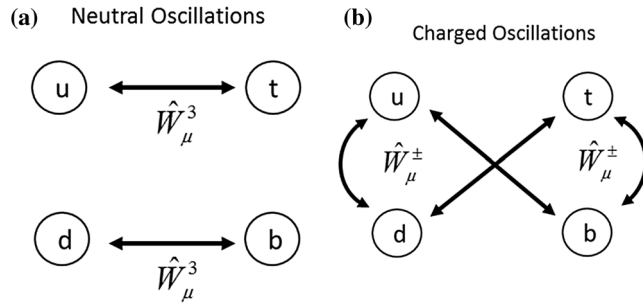 (a) Neutral Oscillations
u t
Ŵ³μ
d b
Ŵ³μ
(b) Charged Oscillations
u t
Ŵ±μ Ŵ±μ
d b